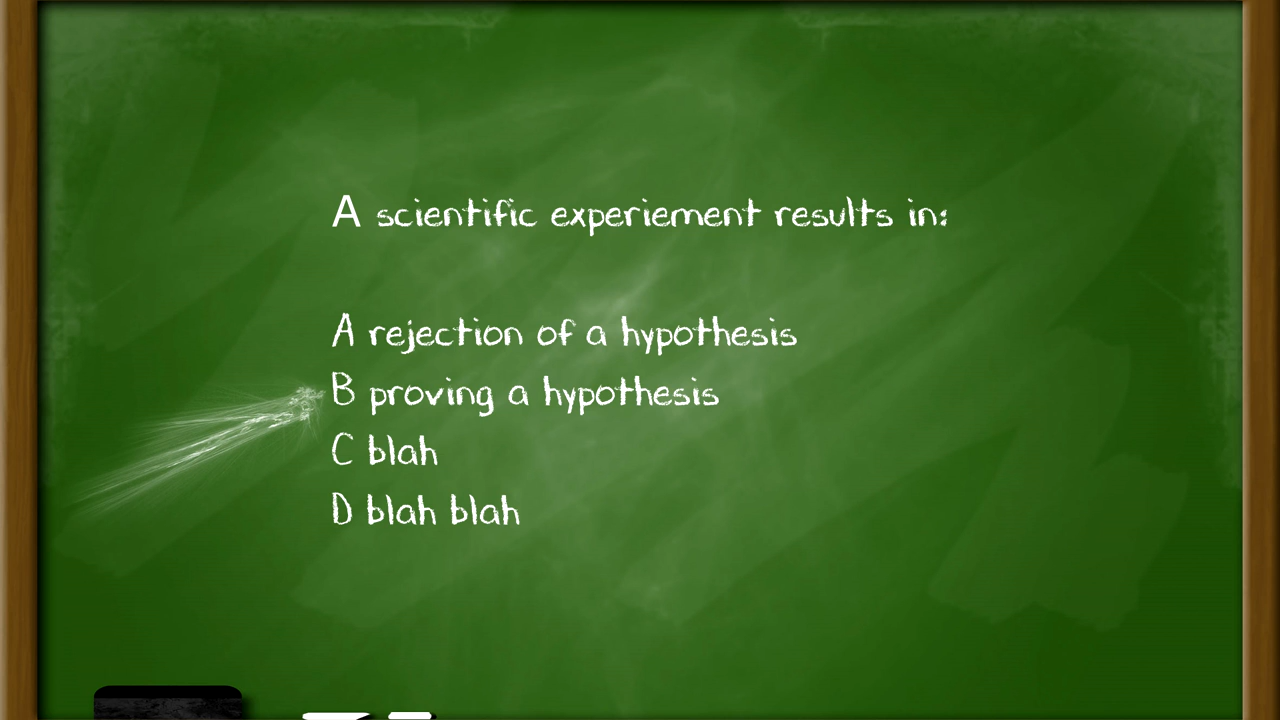 A scientific experiement results in:
A rejection of a hypothesis
B proving a hypothesis
C blah
D blah blah